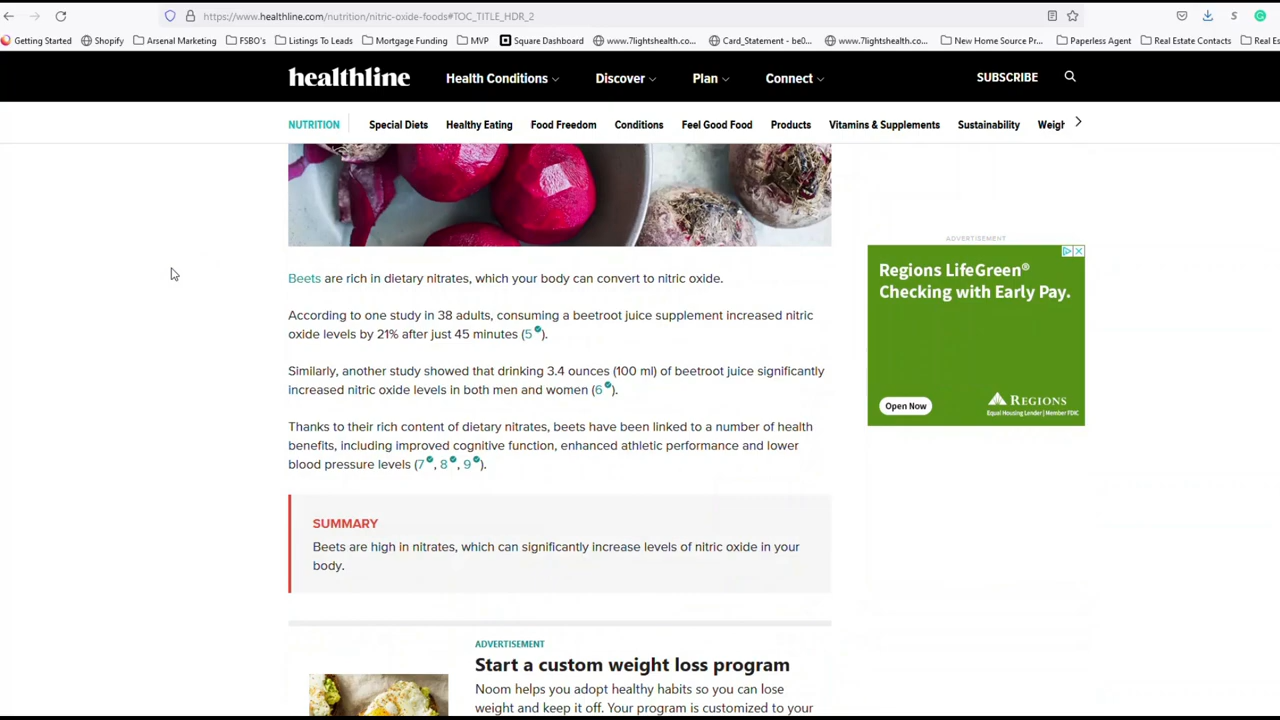 https://www.healthline.com/nutrition/nitric-oxide-foods#TOC_TITLE_HDR_2
Getting Started Shopify Arsenal Marketing FSBO's Listings To Leads Mortgage Funding MVP Square Dashboard www.7lightshealth.co... Card_Statement - be0... www.7lightshealth.co... New Home Source Pr... Paperless Agent Real Estate Contacts Real Es
healthline Health Conditions Discover Plan Connect SUBSCRIBE
NUTRITION Special Diets Healthy Eating Food Freedom Conditions Feel Good Food Products Vitamins & Supplements Sustainability Weigh
ADVERTISEMENT
Regions LifeGreen®
Checking with Early Pay.
Open Now
REGIONS
Equal Housing Lender | Member FDIC
Beets are rich in dietary nitrates, which your body can convert to nitric oxide.
According to one study in 38 adults, consuming a beetroot juice supplement increased nitric
oxide levels by 21% after just 45 minutes (5).
Similarly, another study showed that drinking 3.4 ounces (100 ml) of beetroot juice significantly
increased nitric oxide levels in both men and women (6).
Thanks to their rich content of dietary nitrates, beets have been linked to a number of health
benefits, including improved cognitive function, enhanced athletic performance and lower
blood pressure levels (7, 8, 9).
SUMMARY
Beets are high in nitrates, which can significantly increase levels of nitric oxide in your
body.
ADVERTISEMENT
Start a custom weight loss program
Noom helps you adopt healthy habits so you can lose
weight and keep it off. Your program is customized to your